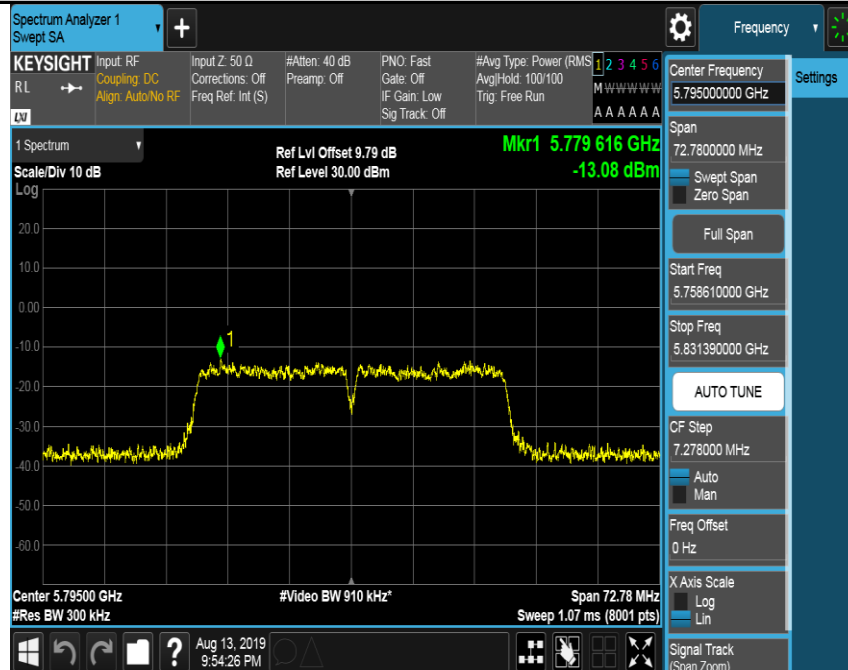 Spectrum Analyzer 1
Swept SA
+
Frequency
KEYSIGHT
RL
LXI
Input: RF
Coupling: DC
Align: Auto/No RF
Input Z: 50 Ω
Corrections: Off
Freq Ref: Int (S)
#Atten: 40 dB
Preamp: Off
PNO: Fast
Gate: Off
IF Gain: Low
Sig Track: Off
#Avg Type: Power (RMS
Avg|Hold: 100/100
Trig: Free Run
1 2 3 4 5 6
M W W W W W
A A A A A A
1 Spectrum
Scale/Div 10 dB
Log
Ref Lvl Offset 9.79 dB
Ref Level 30.00 dBm
Mkr1 5.779 616 GHz
-13.08 dBm
20.0
10.0
0.00
-10.0
-20.0
-30.0
-40.0
-50.0
-60.0
1
Center 5.79500 GHz
#Res BW 300 kHz
#Video BW 910 kHz*
Span 72.78 MHz
Sweep 1.07 ms (8001 pts)
?
Aug 13, 2019
9:54:26 PM
Center Frequency
5.795000000 GHz
Settings
Span
72.7800000 MHz
Swept Span
Zero Span
Full Span
Start Freq
5.758610000 GHz
Stop Freq
5.831390000 GHz
AUTO TUNE
CF Step
7.278000 MHz
Auto
Man
Freq Offset
0 Hz
X Axis Scale
Log
Lin
Signal Track
(Span Zoom)